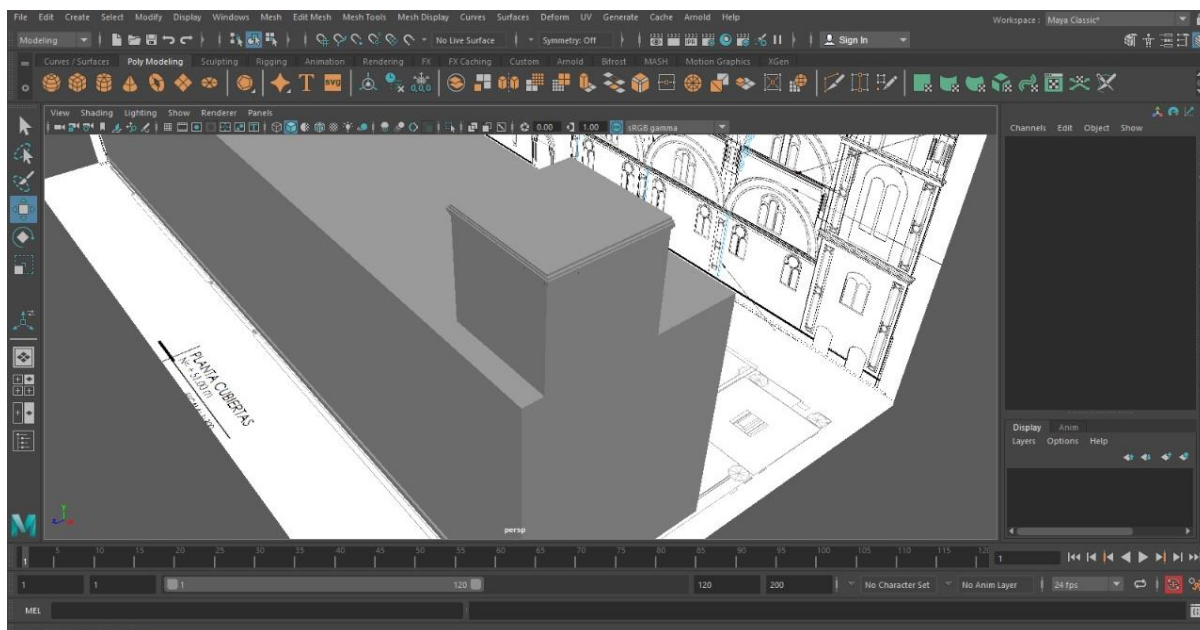 File Edit Create Select Modify Display Windows Mesh Edit Mesh Mesh Tools Mesh Display Curves Surfaces Deform UV Generate Cache Arnold Help Workspace : Maya Classic*
Modeling No Live Surface Symmetry: Off Sign In
Curves / Surfaces Poly Modeling Sculpting Rigging Animation Rendering FX FX Caching Custom Arnold Bifrost MASH Motion Graphics XGen
T SVG
View Shading Lighting Show Renderer Panels
0.00 1.00 sRGB gamma
Channels Edit Object Show
PLANTA CUBIERTAS
persp
Display Anim
Layers Options Help
M
5 10 15 20 25 30 35 40 45 50 55 60 65 70 75 80 85 90 95 100 105 110 115 120
1 1
1 1 1 120 120 200 No Character Set No Anim Layer 24 fps
MEL